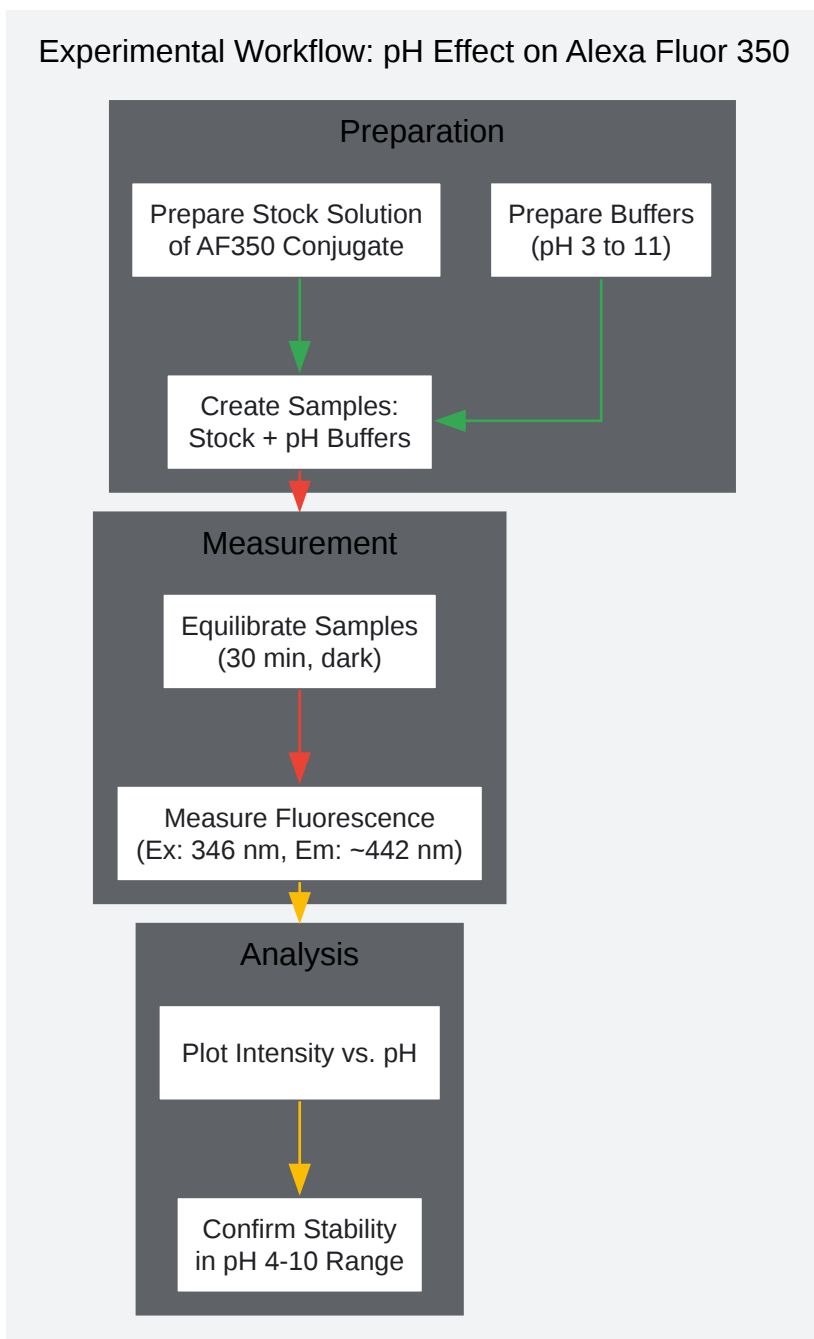 Experimental Workflow: pH Effect on Alexa Fluor 350
Preparation
Prepare Stock Solution
of AF350 Conjugate
Prepare Buffers
(pH 3 to 11)
Create Samples:
Stock + pH Buffers
Measurement
Equilibrate Samples
(30 min, dark)
Measure Fluorescence
(Ex: 346 nm, Em: ~442 nm)
Analysis
Plot Intensity vs. pH
Confirm Stability
in pH 4-10 Range